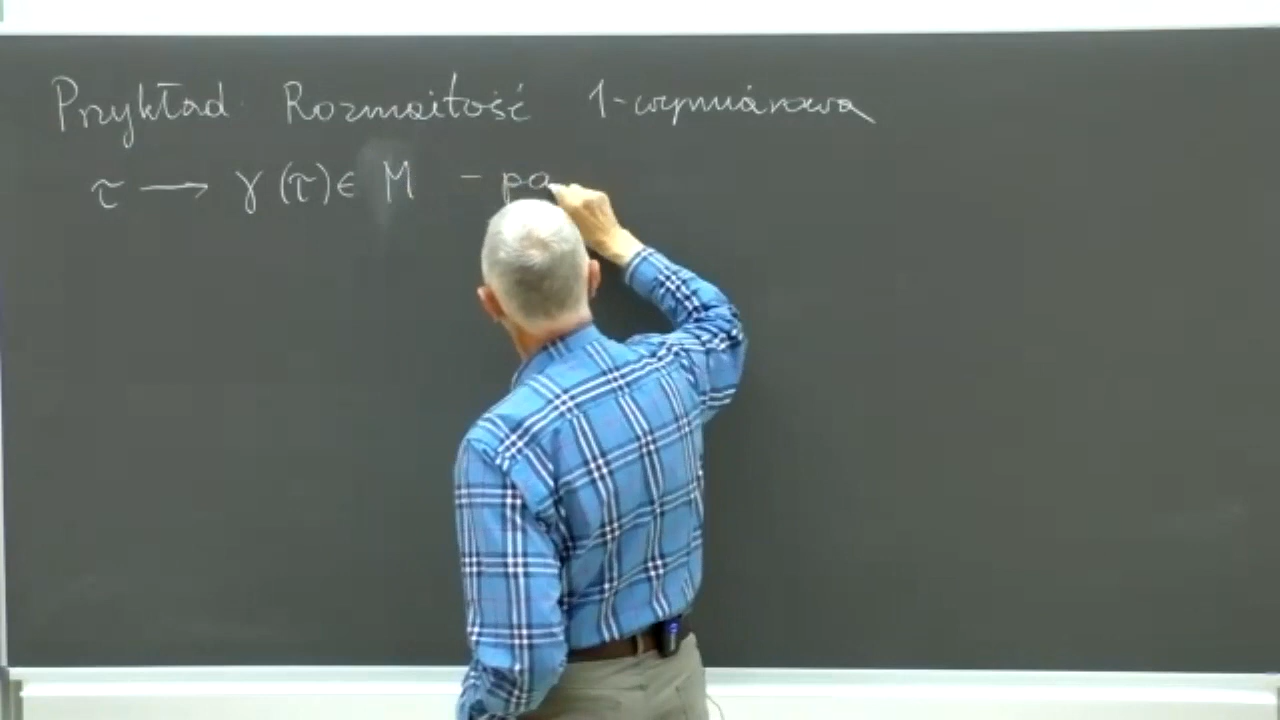 Przykład. Rozmaitość 1-wymiarowa
τ → γ(τ) ∈ M - pa